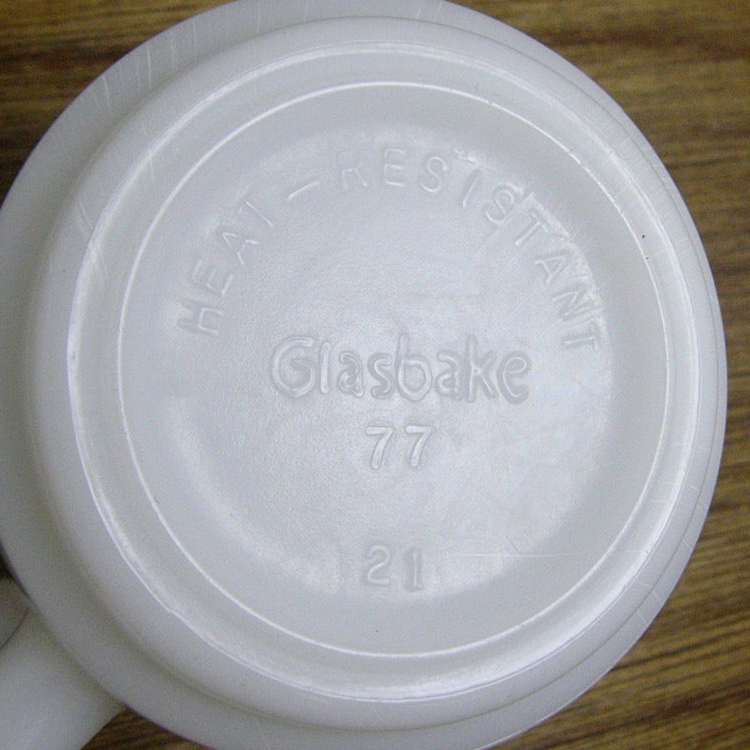 HEAT-RESISTANT
Glasbake
77
21